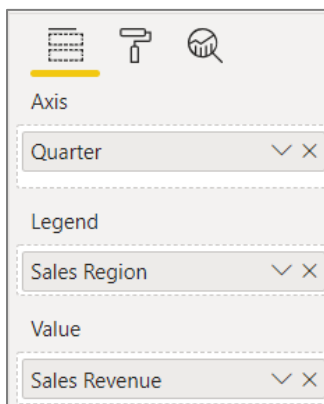 Axis
Quarter
Legend
Sales Region
Value
Sales Revenue